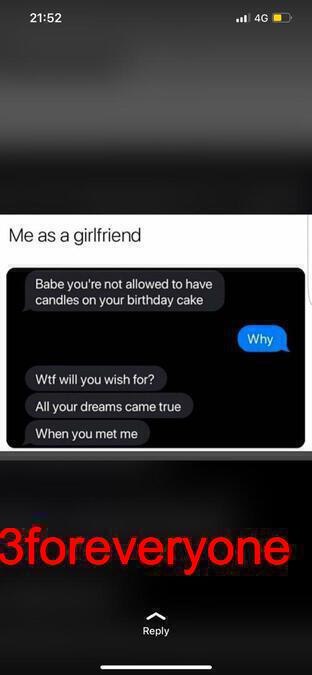 21:52
4G
Me as a girlfriend
Babe you're not allowed to have
candles on your birthday cake
Why
Wtf will you wish for?
All your dreams came true
When you met me
3foreveryone
Reply